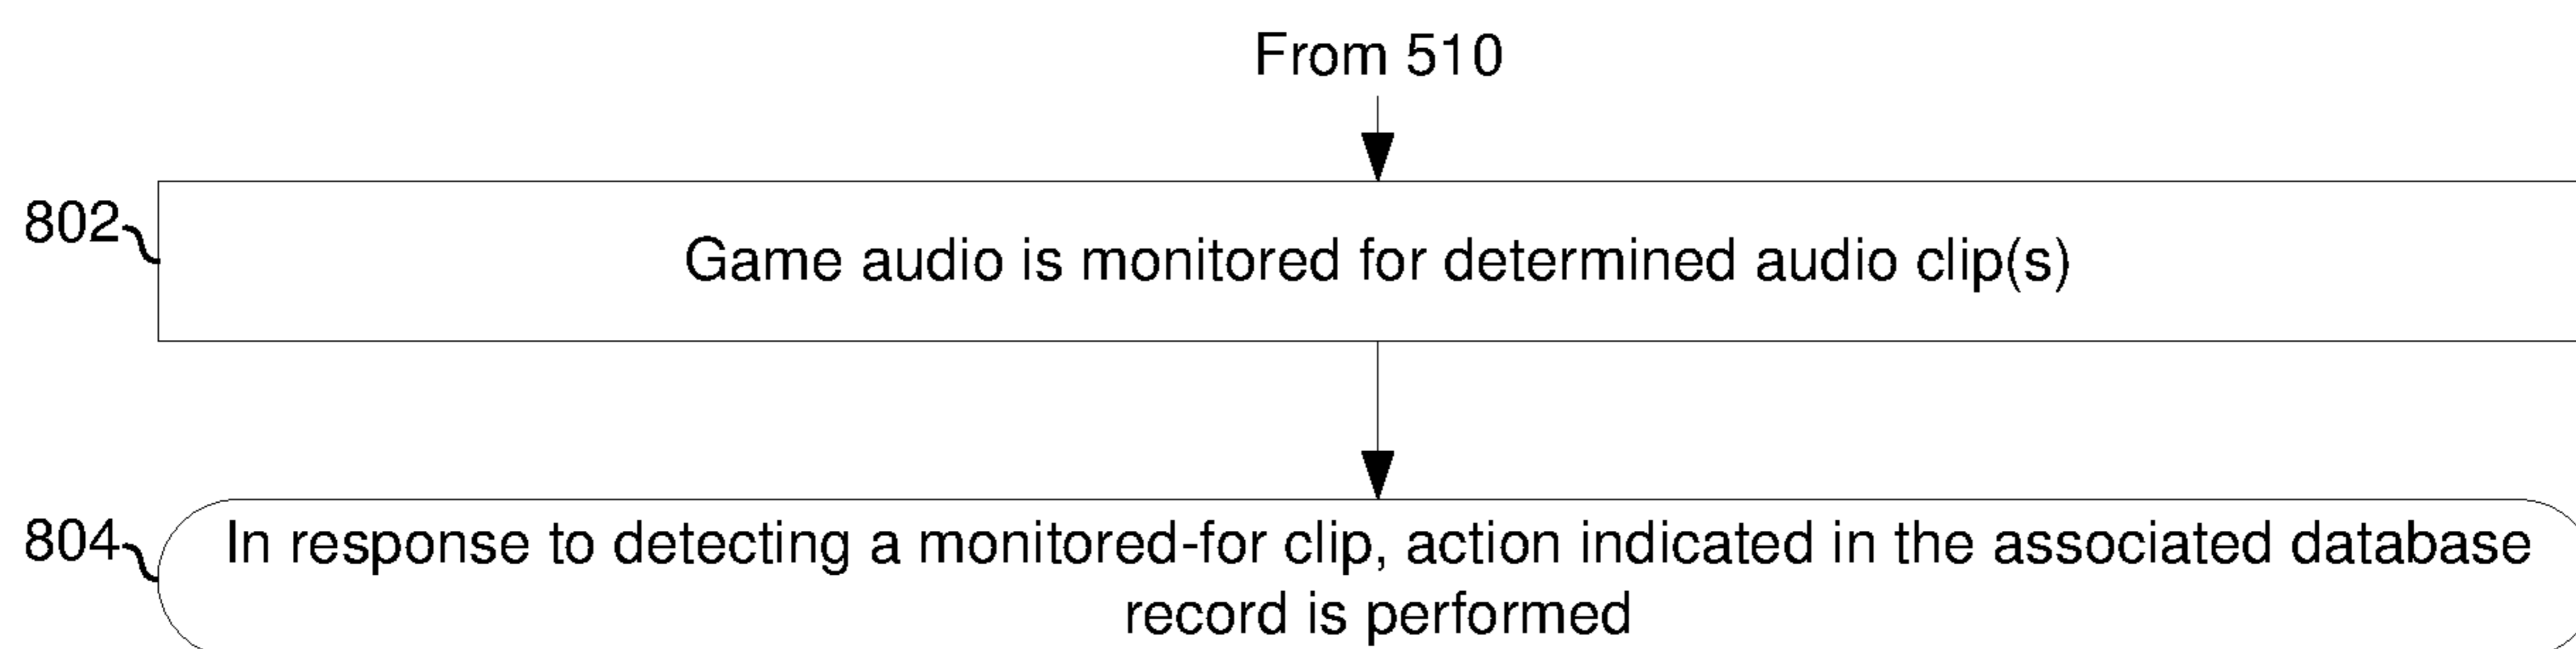 From 510
802
Game audio is monitored for determined audio clip(s)
804
In response to detecting a monitored-for clip, action indicated in the associated database
record is performed